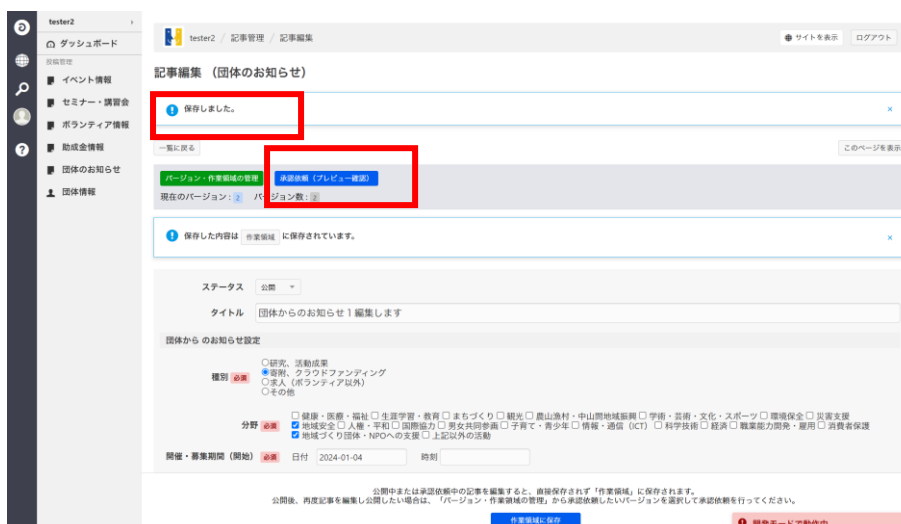 tester2
ダッシュボード
投稿管理
イベント情報
セミナー・講習会
ボランティア情報
助成金情報
団体のお知らせ
団体情報
tester2 / 記事管理 / 記事編集
サイトを表示
ログアウト
記事編集 （団体のお知らせ）
保存しました。
×
一覧に戻る
このページを表示
バージョン・作業領域の管理
承認依頼（プレビュー確認）
現在のバージョン : 2 バージョン数 : 2
保存した内容は 作業領域 に保存されています。
×
ステータス 公開
タイトル 団体からのお知らせ１編集します
団体から のお知らせ設定
種別 必須
研究、活動成果
寄附、クラウドファンディング
求人（ボランティア以外）
その他
分野 必須
健康・医療・福祉 生涯学習・教育 まちづくり 観光 農山漁村・中山間地域振興 学術・芸術・文化・スポーツ 環境保全 災害支援
地域安全 人権・平和 国際協力 男女共同参画 子育て・青少年 情報・通信（ICT） 科学技術 経済 職業能力開発・雇用 消費者保護
地域づくり団体・NPOへの支援 上記以外の活動
開催・募集期間（開始） 必須 日付 2024-01-04 時刻
公開中または承認依頼中の記事を編集すると、直接保存されず「作業領域」に保存されます。
公開後、再度記事を編集し公開したい場合は、「バージョン・作業領域の管理」から承認依頼したいバージョンを選択して承認依頼を行ってください。
作業領域に保存
開発モードで動作中